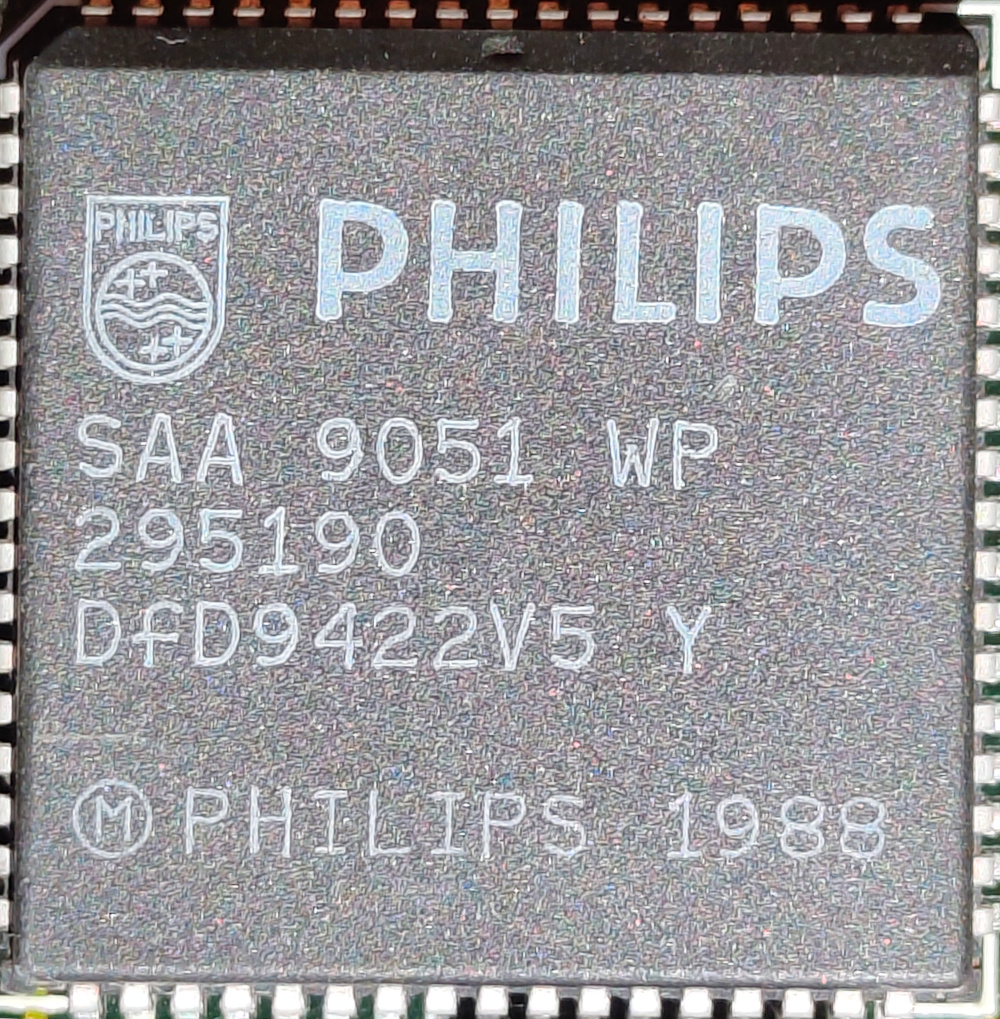 PHILIPS
PHILIPS
SAA 9051 WP
295190
DfD9422V5 Y
Ⓜ PHILIPS 1988